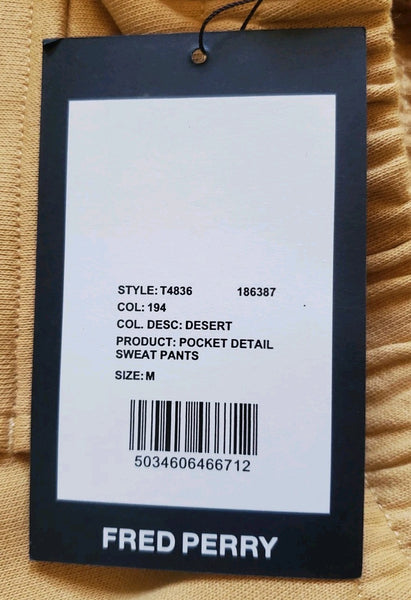 STYLE: T4836 186387
COL: 194
COL. DESC: DESERT
PRODUCT: POCKET DETAIL
SWEAT PANTS
SIZE: M
5034606466712
FRED PERRY